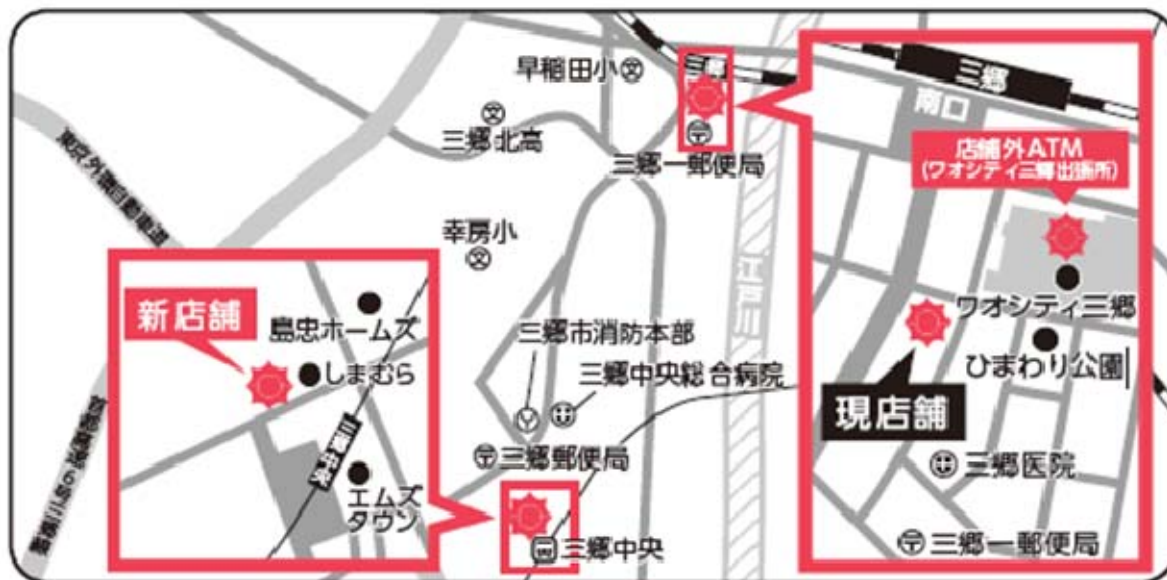 早稲田小
三郷
三郷北高
三郷一郵便局
東京外環自動車道
幸房小
江戸川
三郷市消防本部
三郷中央総合病院
三郷郵便局
三郷中央
新店舗
島忠ホームズ
しまむら
三郷中央
エムズ
タウン
三郷
南口
店舗外ATM
(ワオシティ三郷出張所)
ワオシティ三郷
ひまわり公園
現店舗
三郷医院
三郷一郵便局